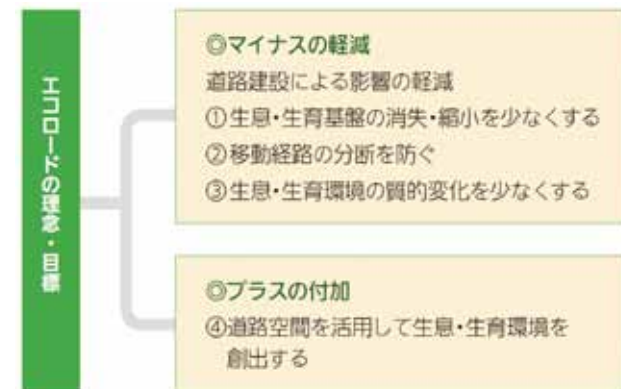 エコロードの理念・目標
◎マイナスの軽減
道路建設による影響の軽減
①生息・生育基盤の消失・縮小を少なくする
②移動経路の分断を防ぐ
③生息・生育環境の質的変化を少なくする
◎プラスの付加
④道路空間を活用して生息・生育環境を
創出する